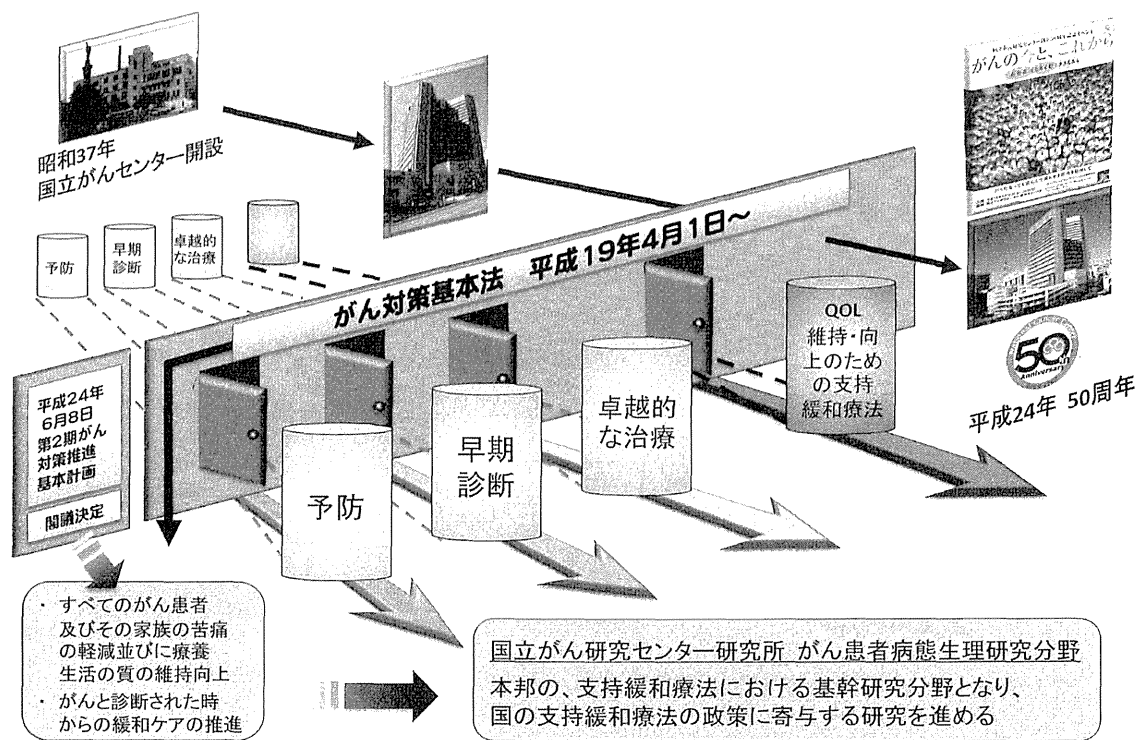 がんの今と、これから
昭和37年
国立がんセンター開設
予防
早期
診断
卓越的
な治療
がん対策基本法 平成19年4月1日~
QOL
維持・向
上のため
の支持
緩和療法
50th
Anniversary
平成24年 50周年
平成24年
6月8日
第2期がん
対策推進
基本計画
閣議決定
予防
早期
診断
卓越的
な治療
・ すべてのがん患者
及びその家族の苦痛
の軽減並びに療養
生活の質の維持向上
・ がんと診断された時
からの緩和ケアの推進
国立がん研究センター研究所 がん患者病態生理研究分野
本邦の、支持緩和療法における基幹研究分野となり、
国の支持緩和療法の政策に寄与する研究を進める